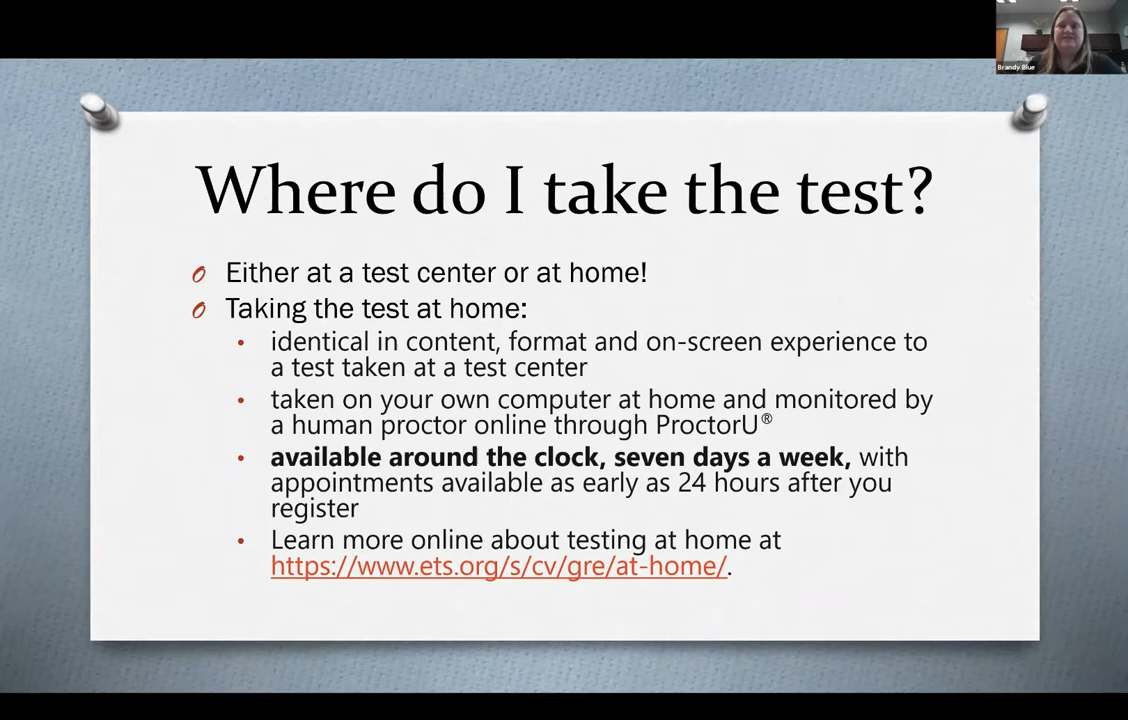 Brandy Blue
Where do I take the test?
Either at a test center or at home!
Taking the test at home:
• identical in content, format and on-screen experience to
a test taken at a test center
• taken on your own computer at home and monitored by
a human proctor online through ProctorU®
• available around the clock, seven days a week, with
appointments available as early as 24 hours after you
register
• Learn more online about testing at home at
https://www.ets.org/s/cv/gre/at-home/.